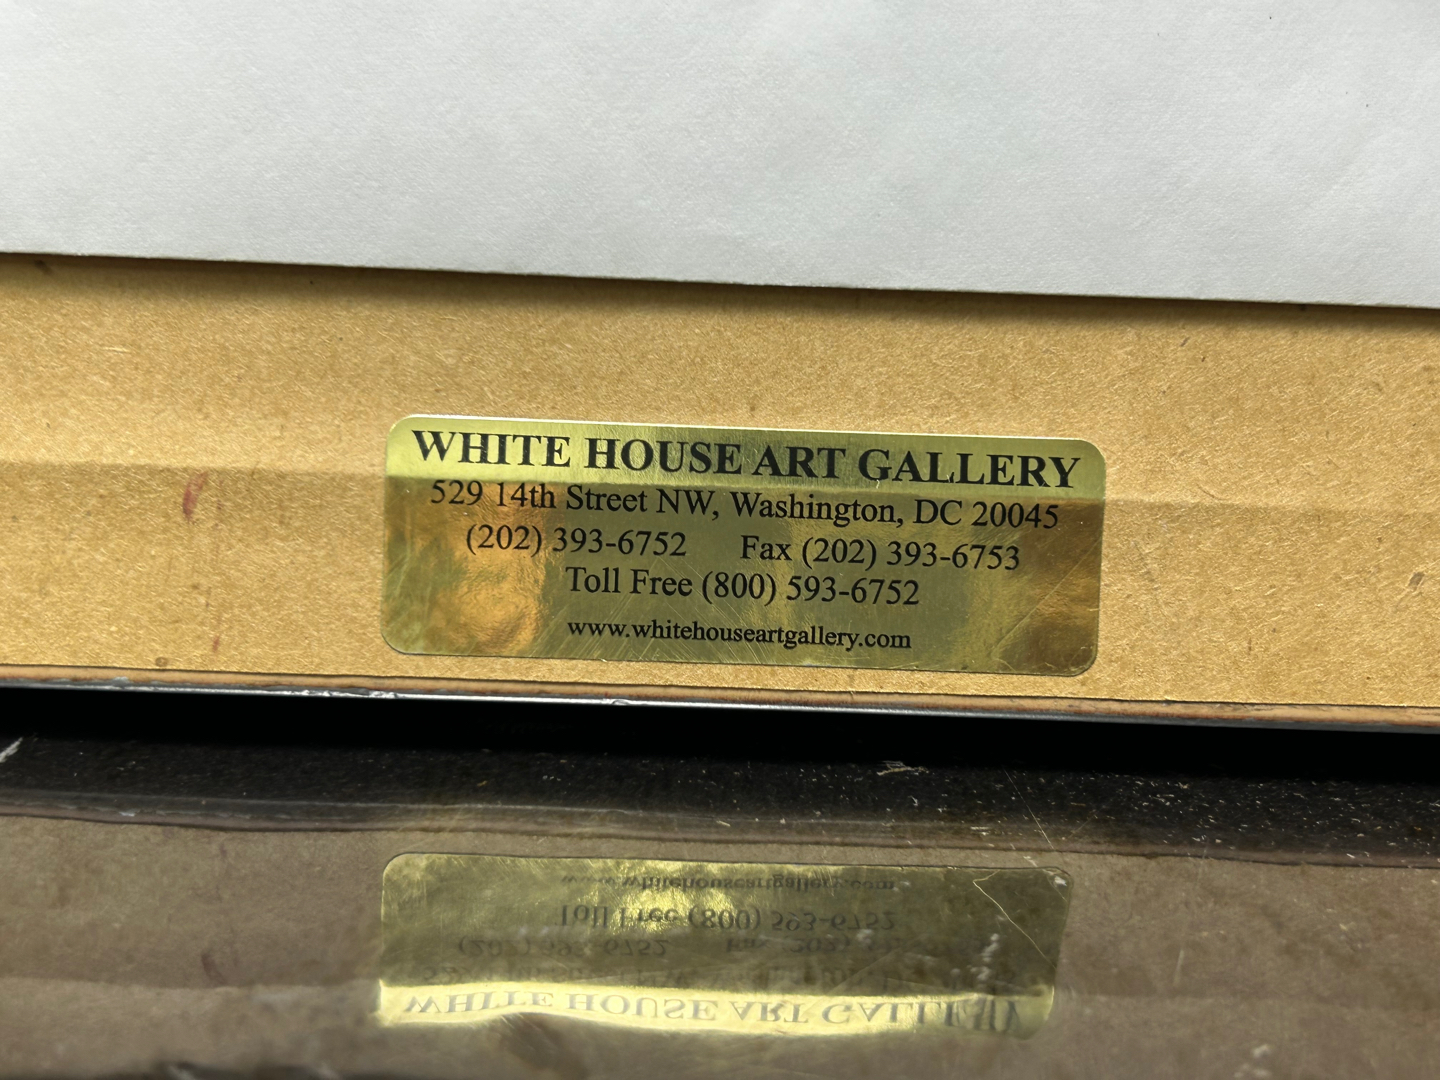 WHITE HOUSE ART GALLERY
529 14th Street NW, Washington, DC 20045
(202) 393-6752 Fax (202) 393-6753
Toll Free (800) 593-6752
www.whitehouseartgallery.com